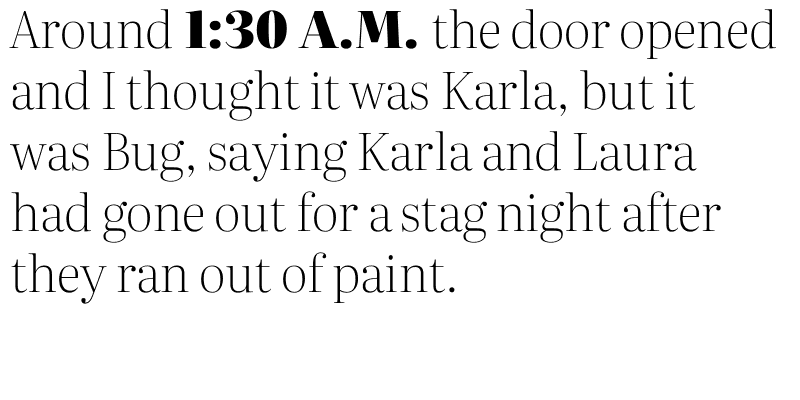 Around 1:30 A.M. the door opened
and I thought it was Karla, but it
was Bug, saying Karla and Laura
had gone out for a stag night after
they ran out of paint.